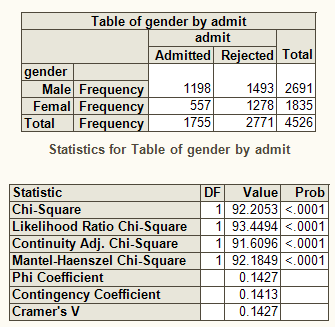 Table of gender by admit
admit
Admitted Rejected Total
gender
Male Frequency 1198 1493 2691
Femal Frequency 557 1278 1835
Total Frequency 1755 2771 4526
Statistics for Table of gender by admit
Statistic DF Value Prob
Chi-Square 1 92.2053 <.0001
Likelihood Ratio Chi-Square 1 93.4494 <.0001
Continuity Adj. Chi-Square 1 91.6096 <.0001
Mantel-Haenszel Chi-Square 1 92.1849 <.0001
Phi Coefficient 0.1427
Contingency Coefficient 0.1413
Cramer's V 0.1427